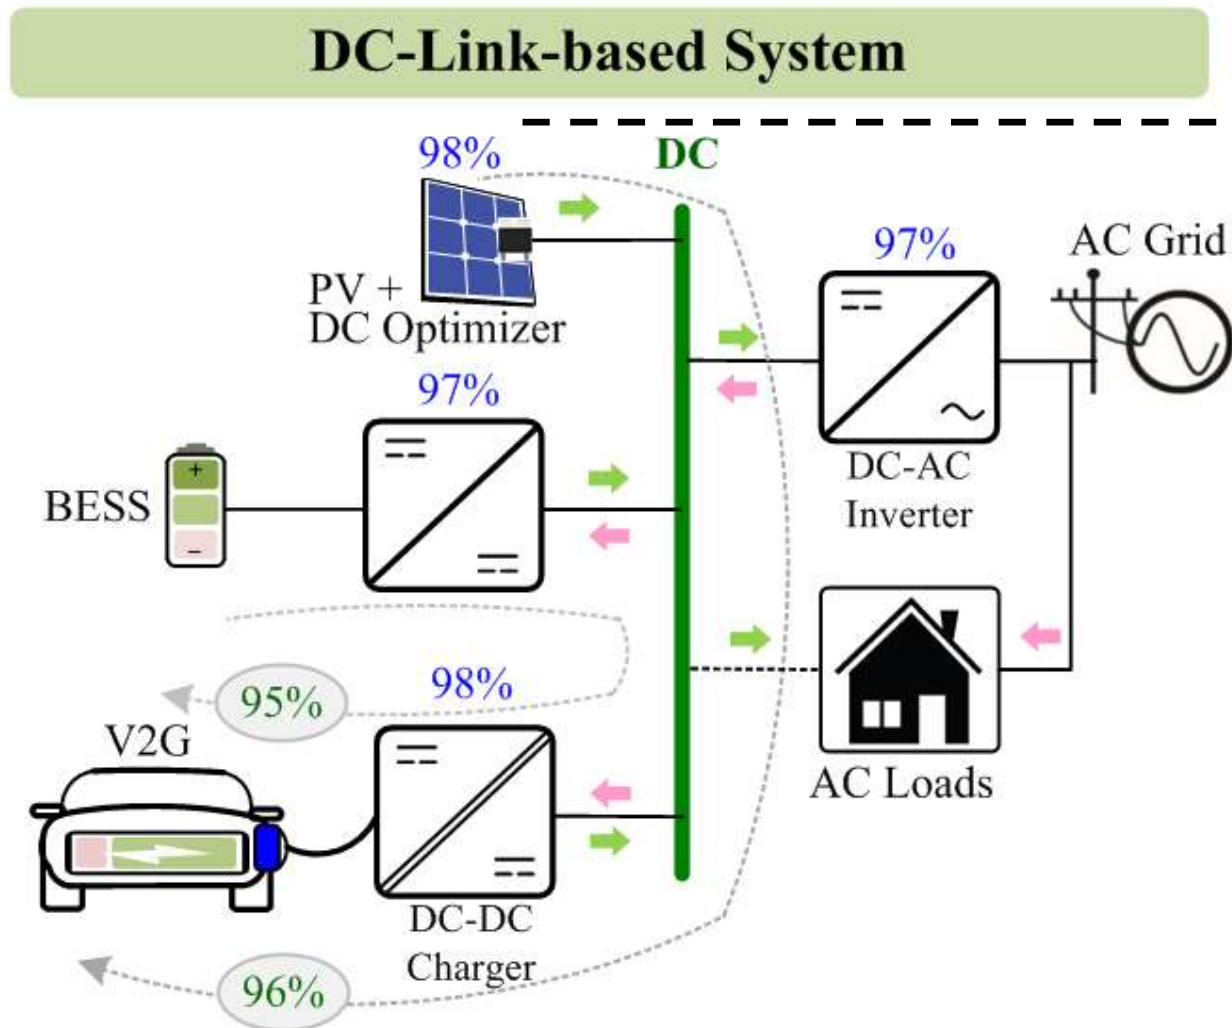 DC-Link-based System
98%
DC
PV +
DC Optimizer
97%
AC Grid
97%
DC-AC
Inverter
BESS
+
−
95%
98%
V2G
AC Loads
DC-DC
Charger
96%